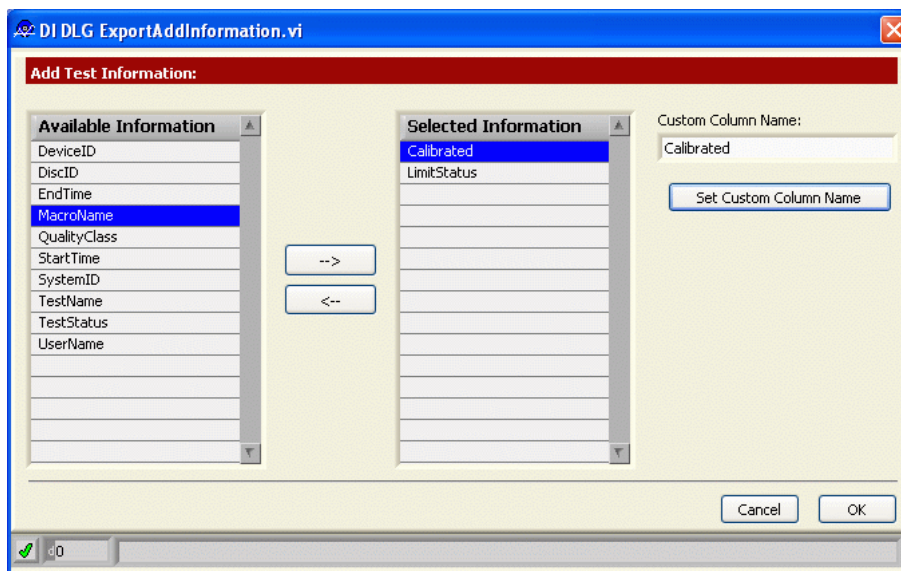 DI DLG ExportAddInformation.vi
Add Test Information:
Available Information
DeviceID
DiscID
EndTime
MacroName
QualityClass
StartTime
SystemID
TestName
TestStatus
UserName
-->
<--
Selected Information
Calibrated
LimitStatus
Custom Column Name:
Calibrated
Set Custom Column Name
Cancel
OK
d0